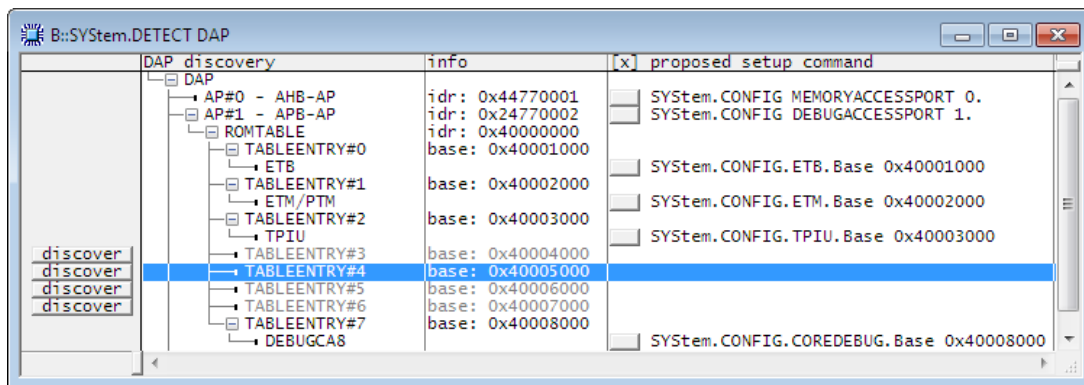 B::SYStem.DETECT DAP
DAP discovery info [x] proposed setup command
DAP
AP#0 - AHB-AP idr: 0x44770001 SYStem.CONFIG MEMORYACCESSPORT 0.
AP#1 - APB-AP idr: 0x24770002 SYStem.CONFIG DEBUGACCESSPORT 1.
ROMTABLE idr: 0x40000000
TABLEENTRY#0 base: 0x40001000
ETB SYStem.CONFIG.ETB.Base 0x40001000
TABLEENTRY#1 base: 0x40002000
ETM/PTM SYStem.CONFIG.ETM.Base 0x40002000
TABLEENTRY#2 base: 0x40003000
TPIU SYStem.CONFIG.TPIU.Base 0x40003000
discover TABLEENTRY#3 base: 0x40004000
discover TABLEENTRY#4 base: 0x40005000
discover TABLEENTRY#5 base: 0x40006000
discover TABLEENTRY#6 base: 0x40007000
TABLEENTRY#7 base: 0x40008000
DEBUGCA8 SYStem.CONFIG.COREDEBUG.Base 0x40008000